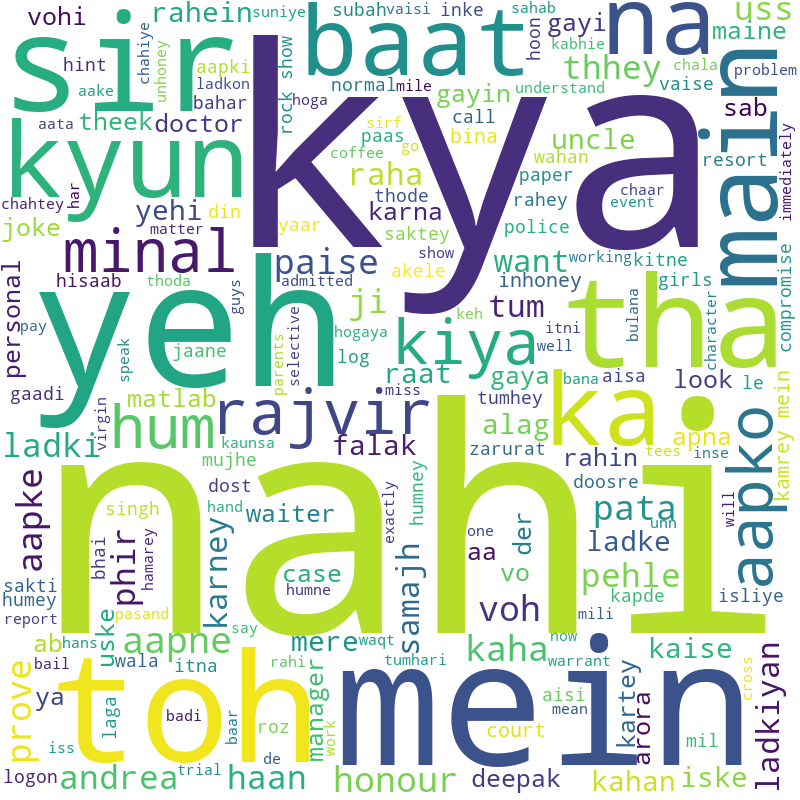 kya
nahi
yeh
mein
toh
sir
baat
na
main
kyun
tha
ka
kiya
hum
minal
rajvir
aapko
paise
want
ji
tum
raha
karna
uncle
thhey
gayi
uss
maine
sab
vaise
vohi
rahein
suniye
subah
vaisi
inke
sahab
hoon
kabhie
chala
problem
hint
chahiye
unhoney
aapki
ladkon
bahar
rock show
normal
mile
gayin
understand
aake
hoga
aata
theek
doctor
sirf
go
paas
call
bina
wahan
resort
coffee
paper
chaar
event
immediately
chahtey
har
yehi
din
thode
rahey
joke
matter
yaar
saktey
police
show
akele
kitne
working
inhoney
girls
compromise
hisaab
thoda
guys
admitted
personal
pay
speak
jaane
hogaya
keh
itni
bulana
character
log
selective
parents
well
gaadi
matlab
raat
gaya
bana
aisa
look
le
miss
tumhey
virgin
alag
apna
kamrey mein
ladki
kaunsa
falak
zarurat
rahin
tees
inse
mujhe
doosre
aapke
dost
humney
exactly
pata
unn
will
singh
hand
waiter
der
one
phir
bhai
hamarey
karney
samajh
aa
ladke
case
humne
vo
pehle
sakti
humey
pasand
voh
mili
kapde
isliye
report
uske
aapne
say
mere
waqt
kaha
now
kaise
ab
hans
bail
wala
itna
rahi
tumhari
warrant
cross
prove
ya
laga
badi
baar
roz
manager
work
aisi
mean
kartey
arora
court
mil
ladkiyan
iss
trial
de
logon
andrea
haan
honour
deepak
kahan
iske